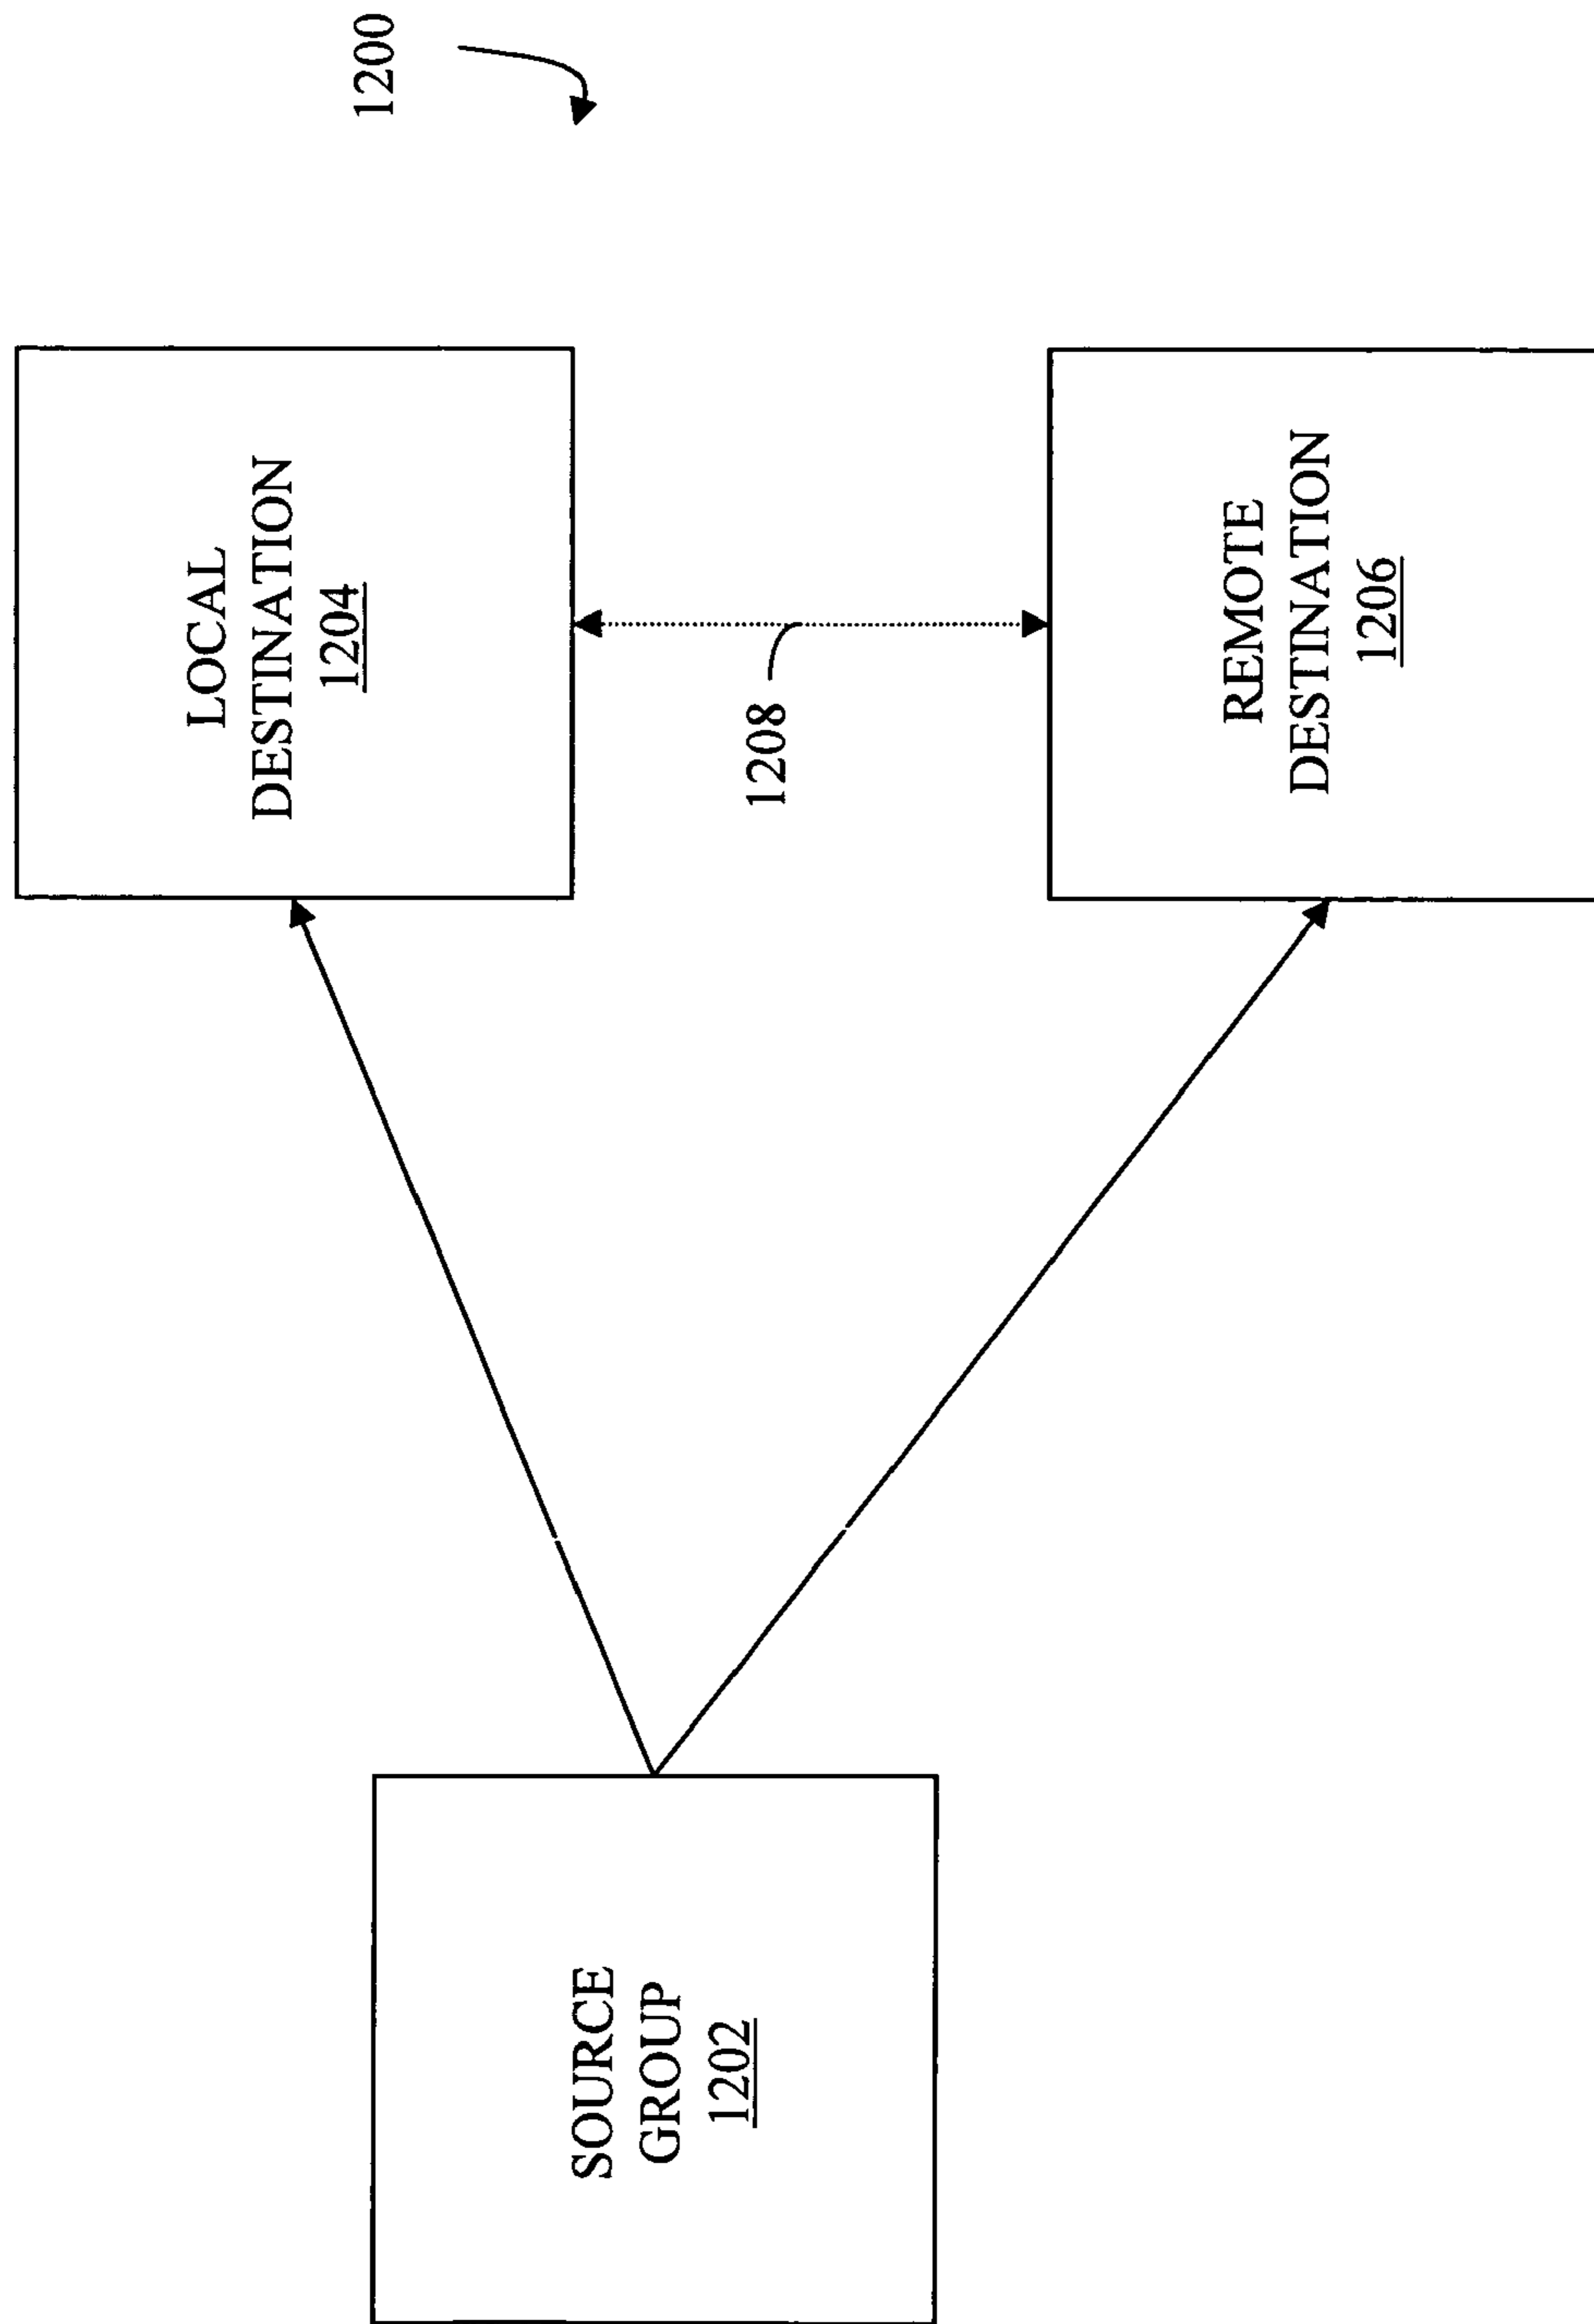 1200
LOCAL
DESTINATION
1204
1208
REMOTE
DESTINATION
1206
SOURCE
GROUP
1202